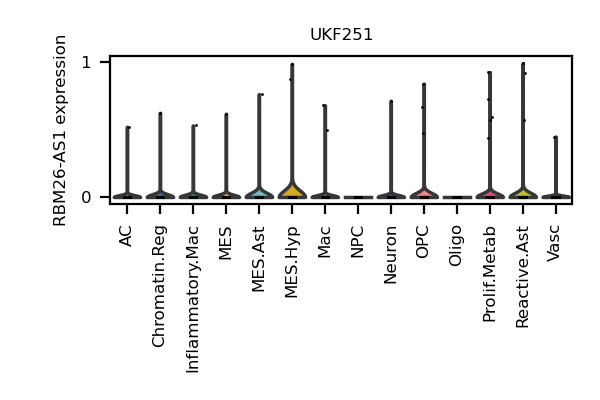 UKF251
RBM26-AS1 expression
1
0
AC
Chromatin.Reg
Inflammatory.Mac
MES
MES.Ast
MES.Hyp
Mac
NPC
Neuron
OPC
Oligo
Prolif.Metab
Reactive.Ast
Vasc